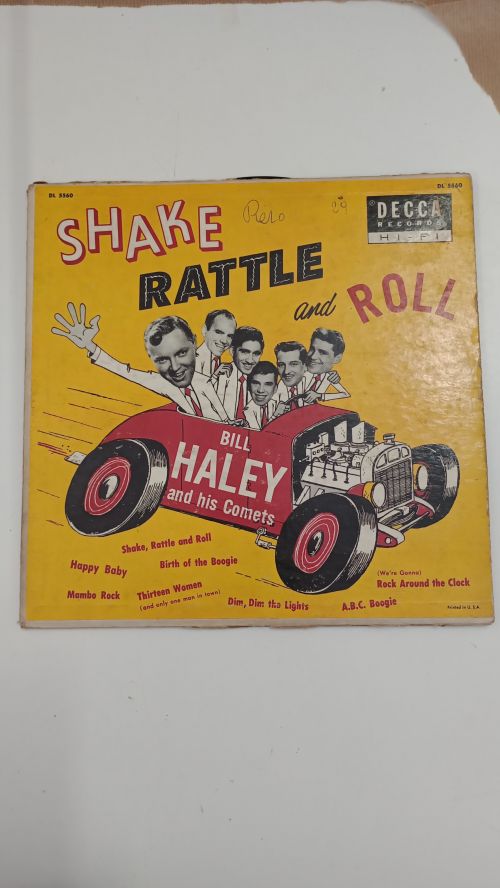 DL 5560
DL 5560
SHAKE
Piero
29
DECCA
RECORDS
HI-FI
RATTLE
and ROLL
BILL
HALEY
and his Comets
Shake, Rattle and Roll
Happy Baby
Birth of the Boogie
(We're Gonna)
Rock Around the Clock
Mambo Rock
Thirteen Women
(and only one man in town)
Dim, Dim the Lights
A.B.C. Boogie
Printed in U. S. A.